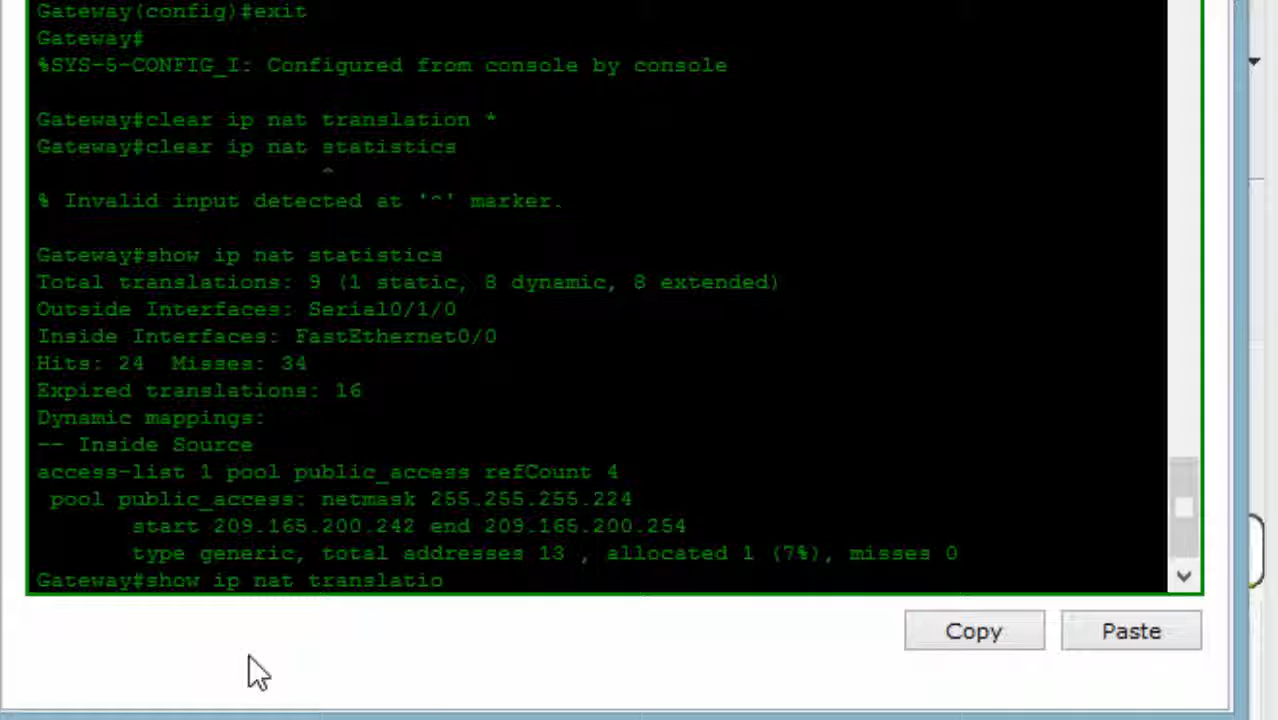 Gateway(config)#exit
Gateway#
%SYS-5-CONFIG_I: Configured from console by console
Gateway#clear ip nat translation *
Gateway#clear ip nat statistics
^
% Invalid input detected at '^' marker.
Gateway#show ip nat statistics
Total translations: 9 (1 static, 8 dynamic, 8 extended)
Outside Interfaces: Serial0/1/0
Inside Interfaces: FastEthernet0/0
Hits: 24  Misses: 34
Expired translations: 16
Dynamic mappings:
-- Inside Source
access-list 1 pool public_access refCount 4
 pool public_access: netmask 255.255.255.224
       start 209.165.200.242 end 209.165.200.254
       type generic, total addresses 13 , allocated 1 (7%), misses 0
Gateway#show ip nat translatio
Copy Paste